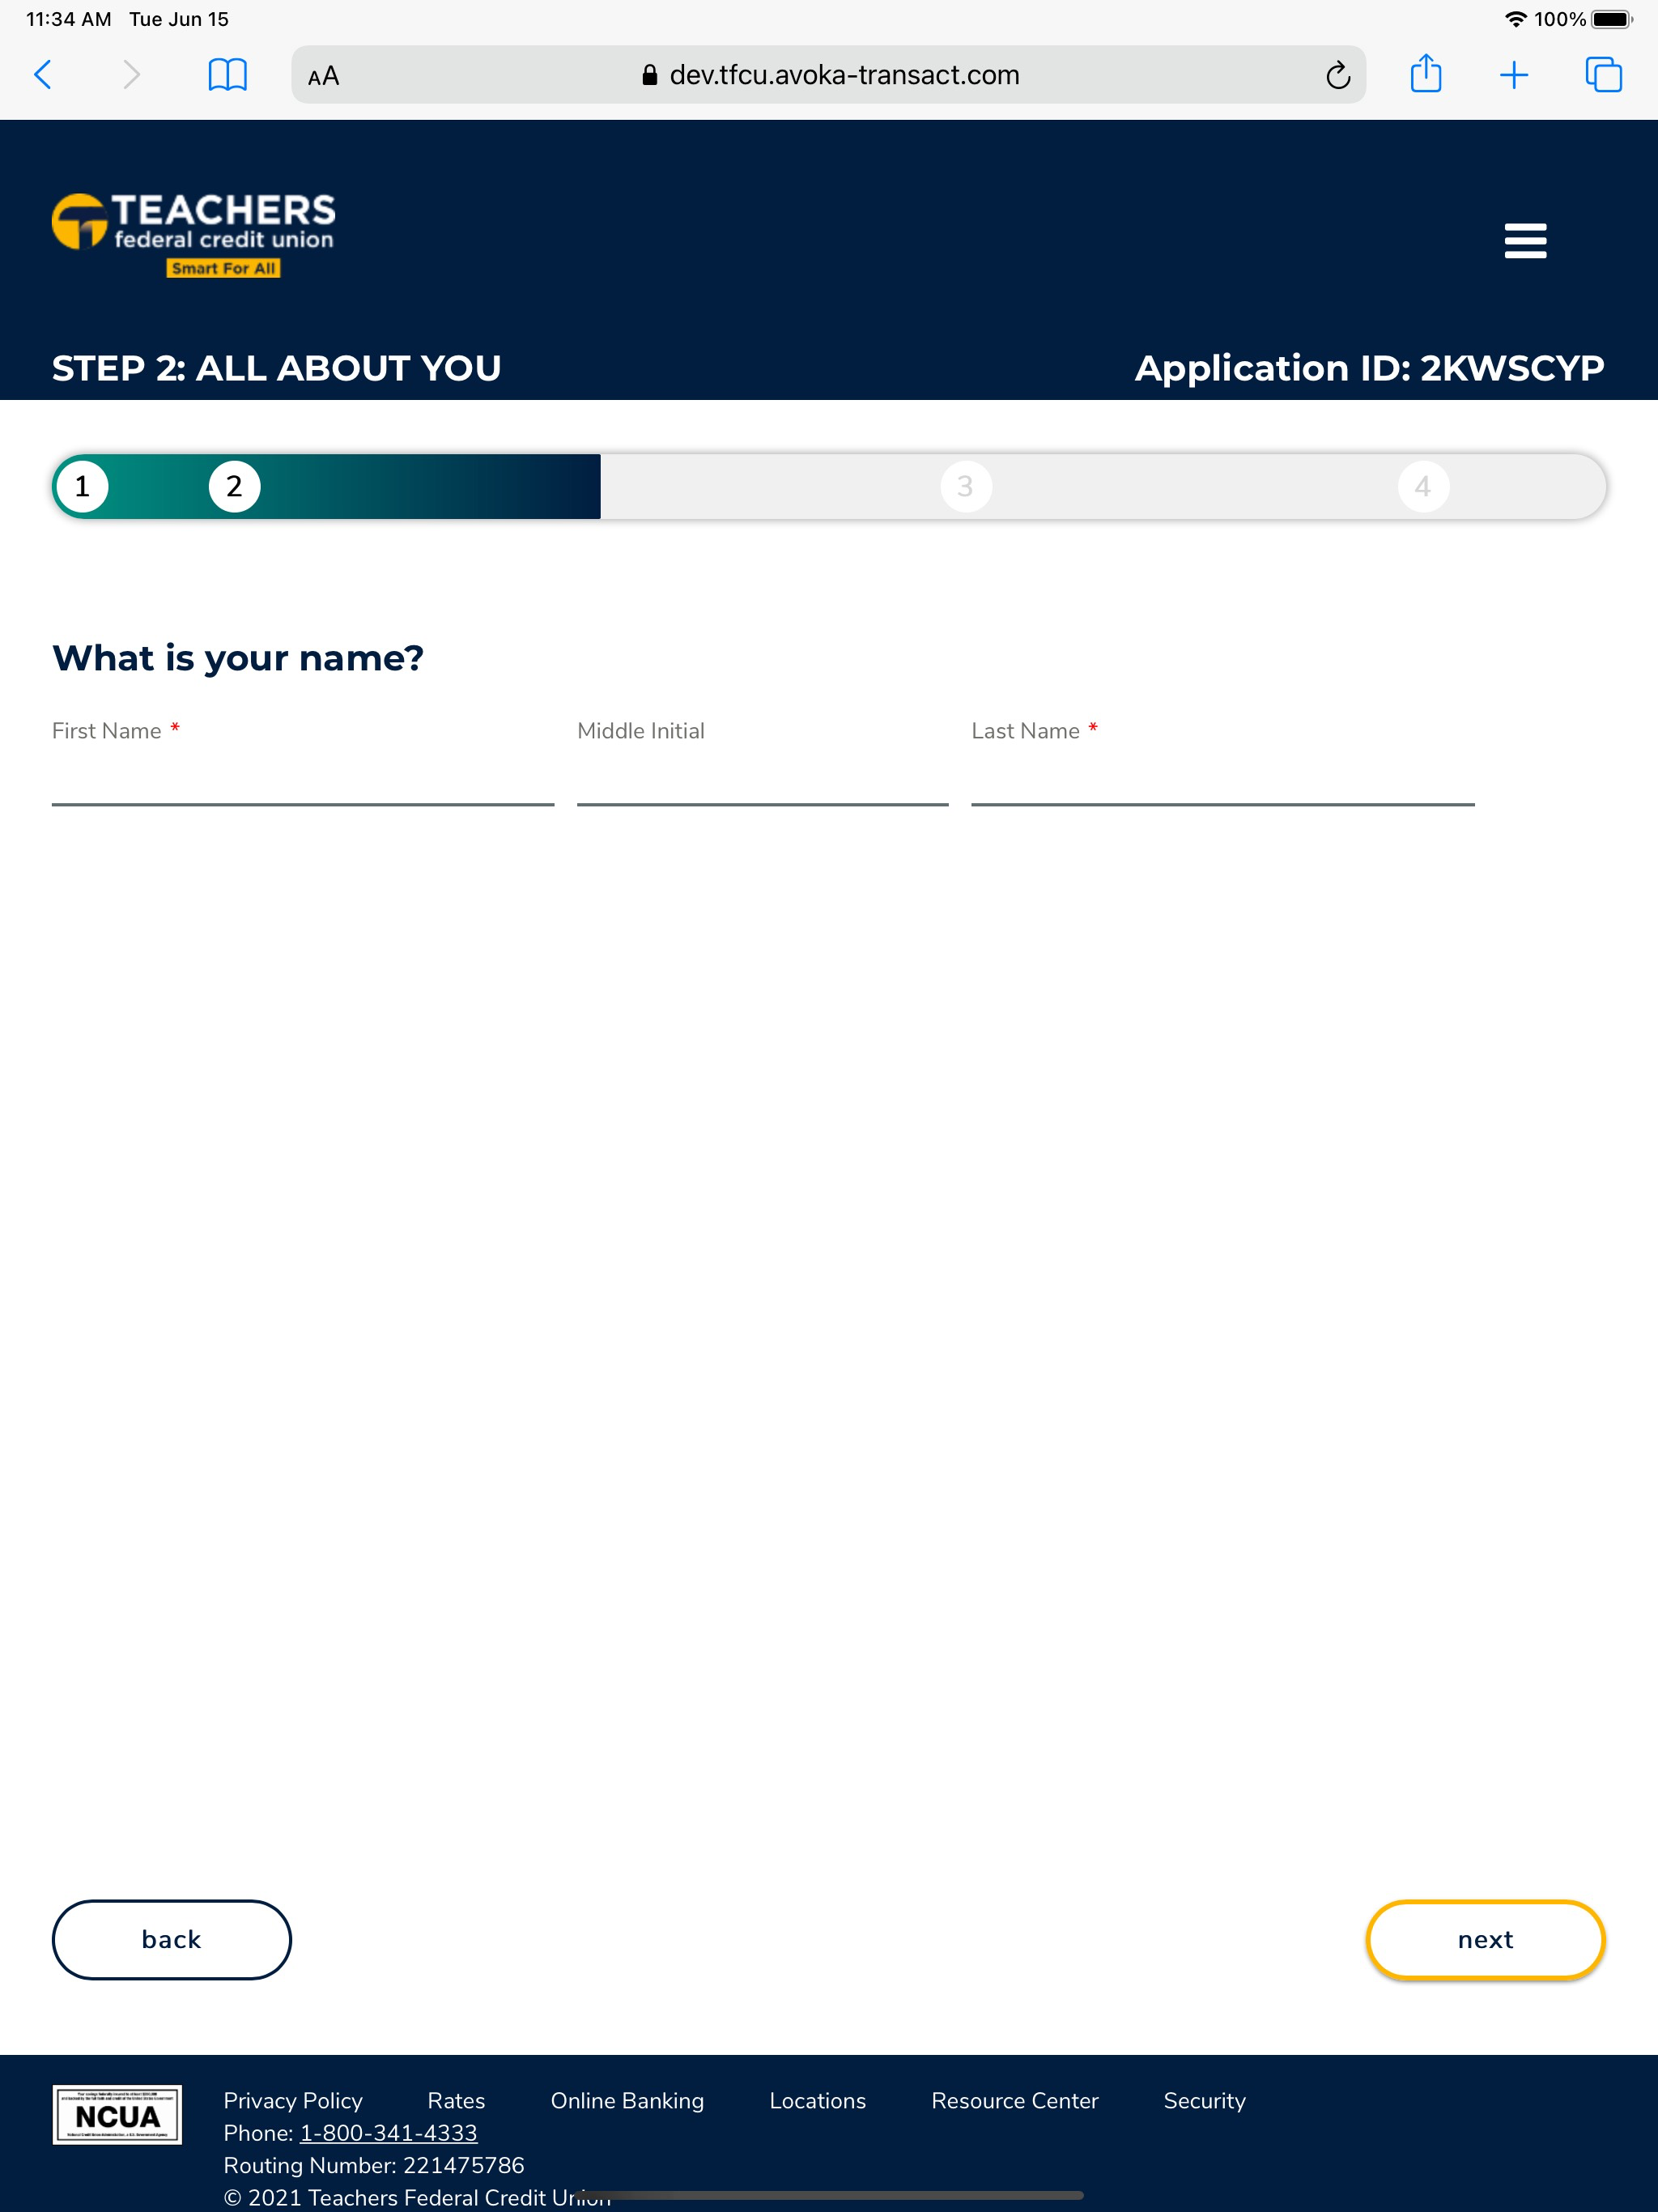 11:34 AM Tue Jun 15 100%
AA dev.tfcu.avoka-transact.com
TEACHERS
federal credit union
Smart For All
STEP 2: ALL ABOUT YOU Application ID: 2KWSCYP
1 2 3 4
What is your name?
First Name * Middle Initial Last Name *
back next
NCUA
Privacy Policy Rates Online Banking Locations Resource Center Security
Phone: 1-800-341-4333
Routing Number: 221475786
© 2021 Teachers Federal Credit Union